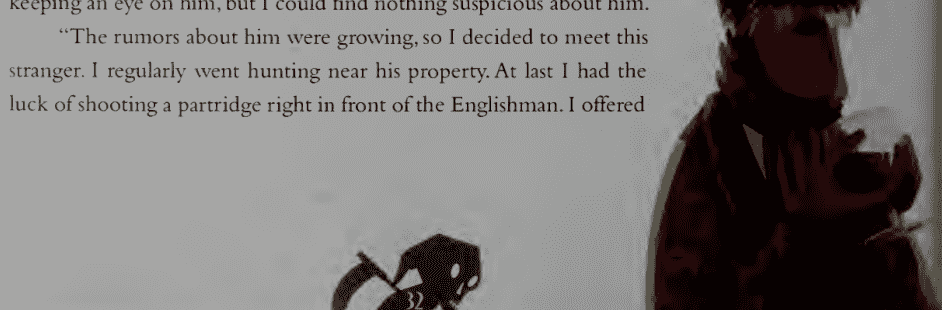 keeping an eye on him, but I could find nothing suspicious about him.
“The rumors about him were growing, so I decided to meet this
stranger. I regularly went hunting near his property. At last I had the
luck of shooting a partridge right in front of the Englishman. I offered
32